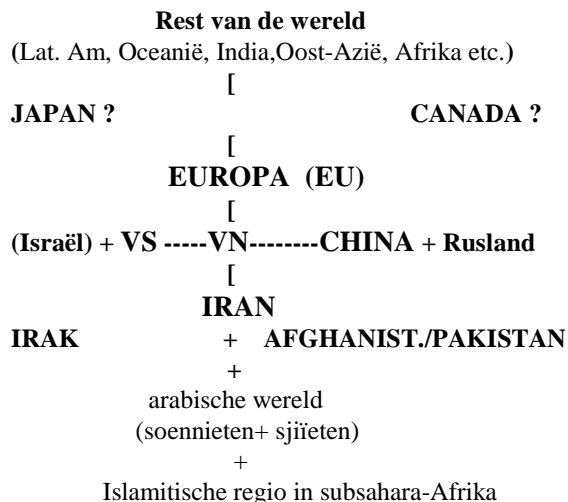 Rest van de wereld
(Lat. Am, Oceanië, India,Oost-Azië, Afrika etc.)
[
JAPAN ? CANADA ?
[
EUROPA (EU)
[
(Israël) + VS -----VN--------CHINA + Rusland
[
IRAN
IRAK + AFGHANIST./PAKISTAN
+
arabische wereld
(soennieten+ sjiïeten)
+
Islamitische regio in subsahara-Afrika